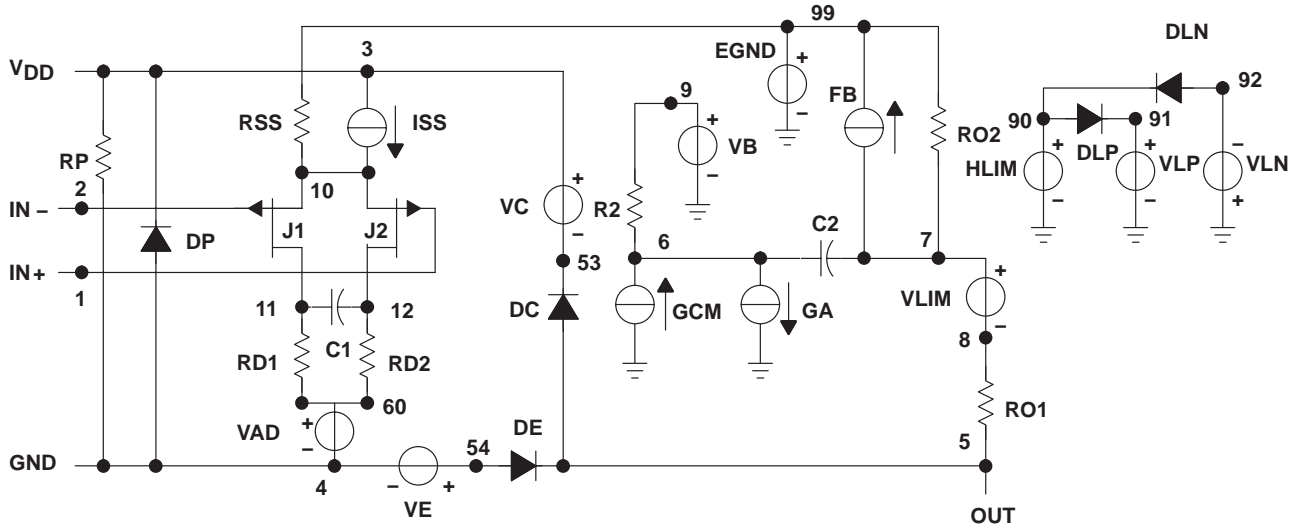 99
DLN
3
EGND
+
V_DD
92
9
FB
+
90
91
RSS
ISS
VB
RO2
DLP
−
RP
−
−
+
+
−
HLIM
VLP
VLN
2
10
+
−
−
+
IN −
VC
R2
C2
J1
J2
−
6
7
DP
IN+
53
+
1
VLIM
11
12
DC
GCM
GA
−
C1
8
RD1
RD2
60
RO1
+
VAD
DE
−
54
5
GND
4
−
+
VE
OUT